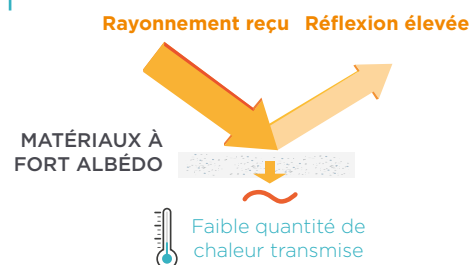 Rayonnement reçu Réflexion élevée
MATÉRIAUX À
FORT ALBÉDO
Faible quantité de
chaleur transmise